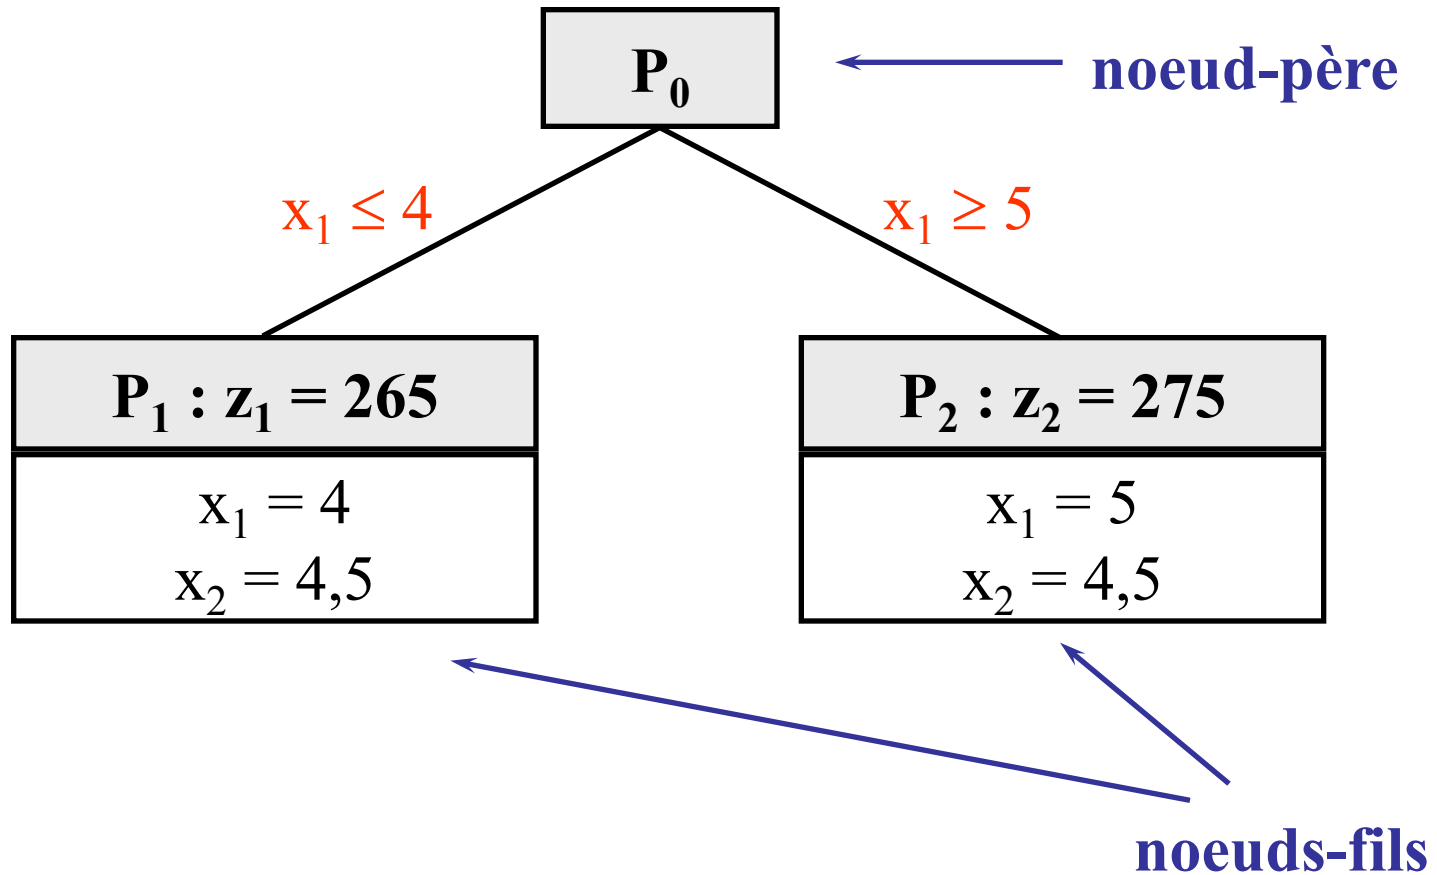 P₀
noeud-père
x₁ ≤ 4
x₁ ≥ 5
P₁ : z₁ = 265
x₁ = 4
x₂ = 4,5
P₂ : z₂ = 275
x₁ = 5
x₂ = 4,5
noeuds-fils